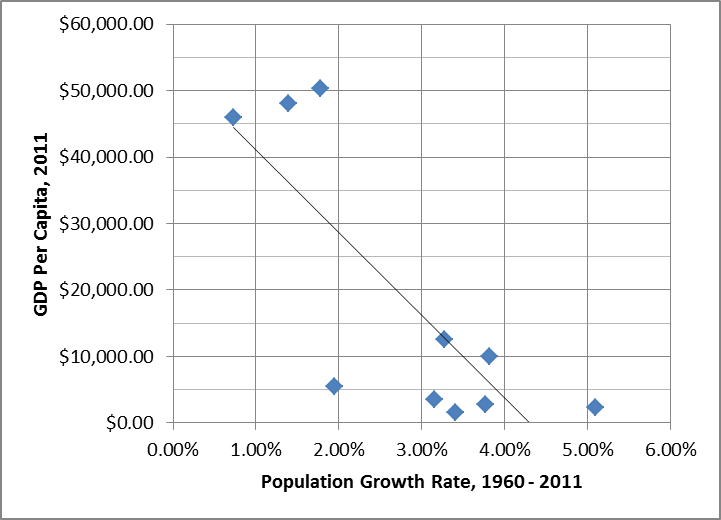 $60,000.00
$50,000.00
$40,000.00
$30,000.00
$20,000.00
$10,000.00
$0.00
GDP Per Capita, 2011
0.00% 1.00% 2.00% 3.00% 4.00% 5.00% 6.00%
Population Growth Rate, 1960 - 2011